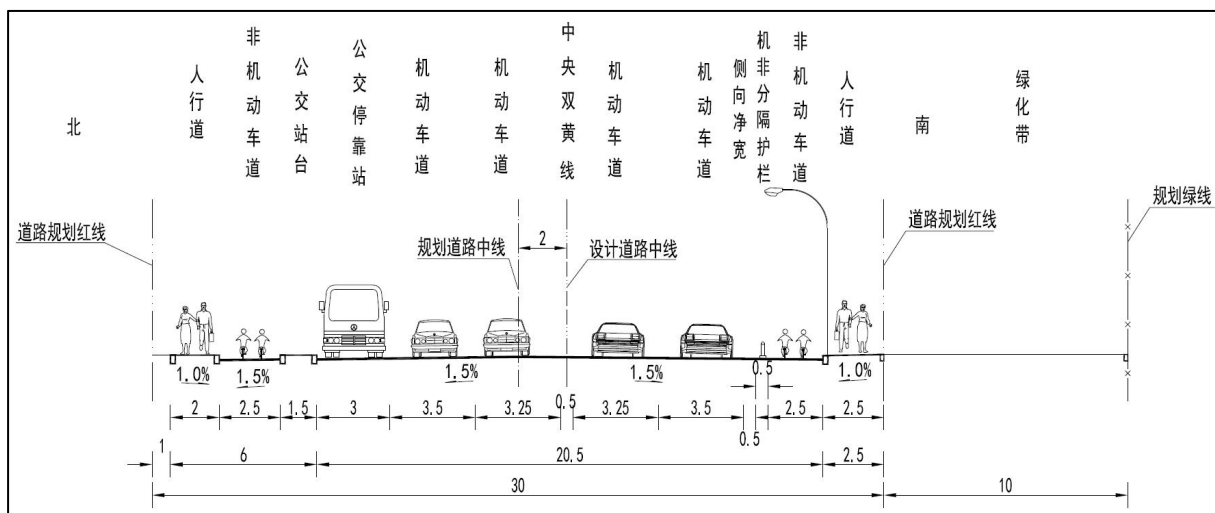 北
人行道
非机动车道
公交站台
公交停靠站
机动车道
机动车道
中央双黄线
机动车道
机动车道
侧向净宽
机非分隔护栏
非机动车道
人行道
南
绿化带
道路规划红线
规划道路中线
2
设计道路中线
道路规划红线
规划绿线
1.0%
1.5%
1.5%
1.5%
0.5
1.0%
2
2.5
1.5
3
3.5
3.25
0.5
3.25
3.5
0.5
2.5
2.5
1
6
20.5
2.5
30
10